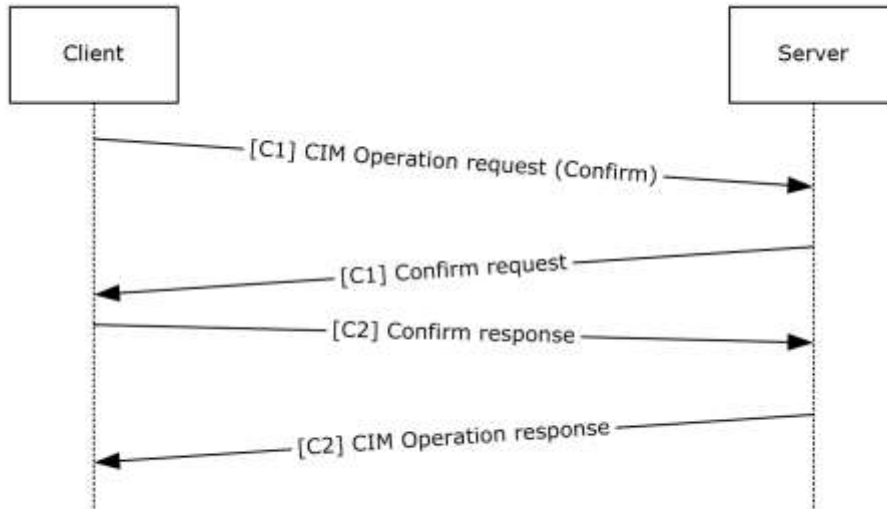 Client
Server
[C1] CIM Operation request (Confirm)
[C1] Confirm request
[C2] Confirm response
[C2] CIM Operation response